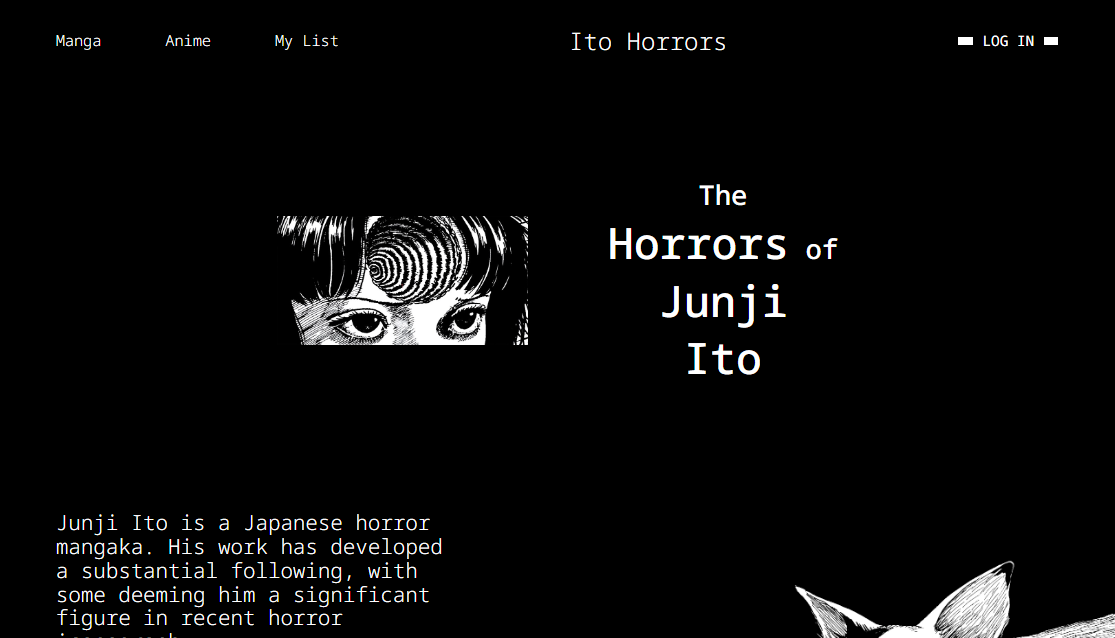 Manga Anime My List Ito Horrors LOG IN
The
Horrors of
Junji
Ito
Junji Ito is a Japanese horror
mangaka. His work has developed
a substantial following, with
some deeming him a significant
figure in recent horror